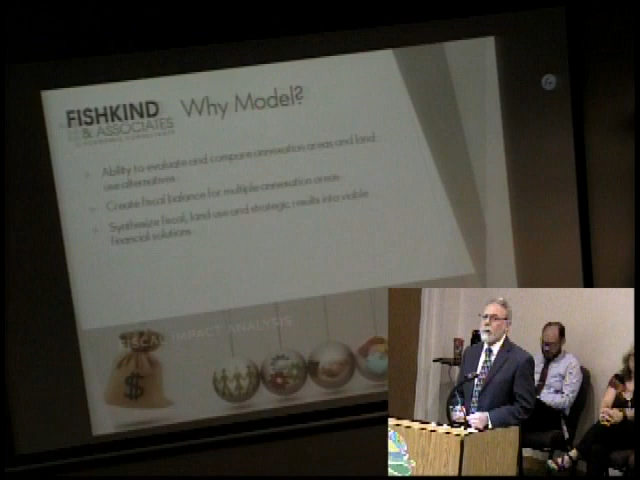 FISHKIND
& ASSOCIATES
Why Model?
Ability to evaluate and compare annexation areas and land
use alternatives
Create fiscal balance for multiple annexation areas
Synthesize fiscal, land use and strategic results into viable
financial solutions
FISCAL IMPACT ANALYSIS
$